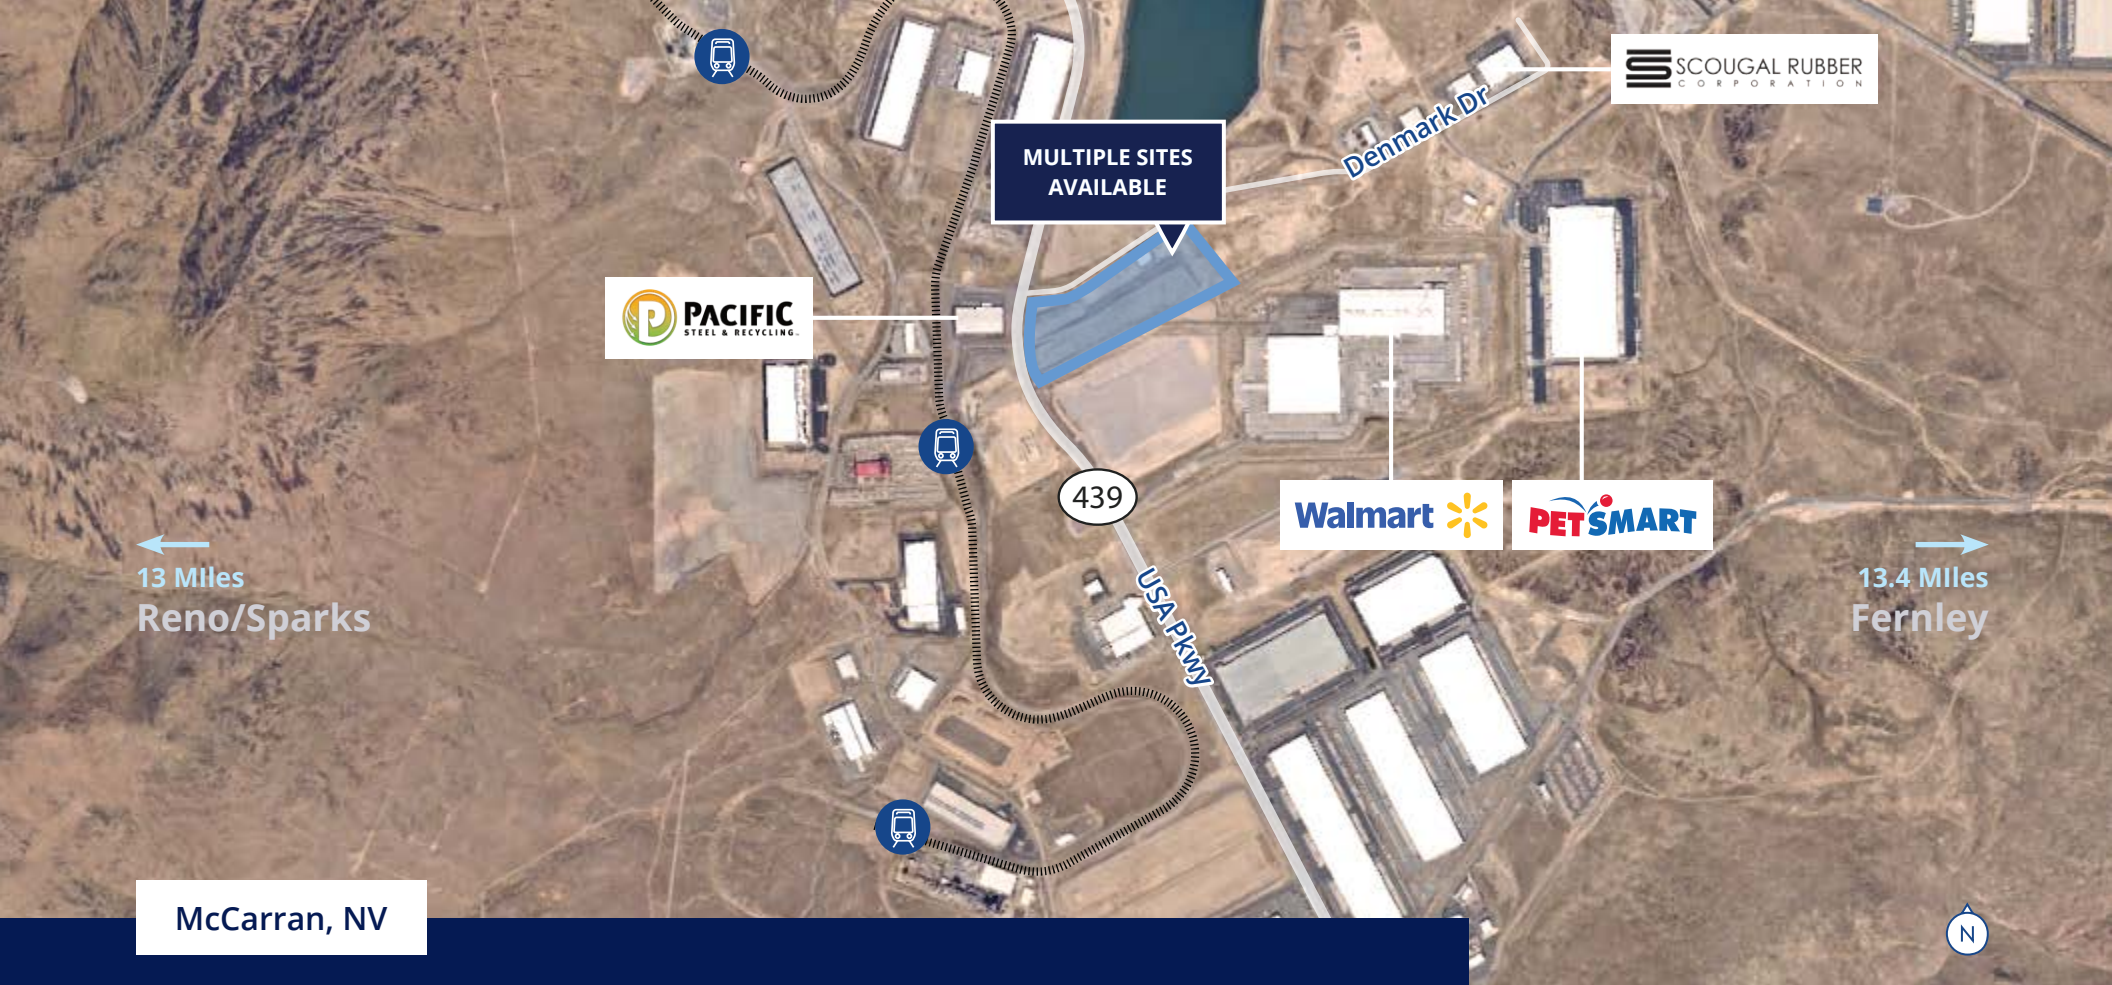 SCOUGAL RUBBER
CORPORATION
Denmark Dr
MULTIPLE SITES
AVAILABLE
PACIFIC
STEEL & RECYCLING
439
Walmart
PETSMART
13 MIles
Reno/Sparks
13.4 MIles
Fernley
USA Pkwy
McCarran, NV
N